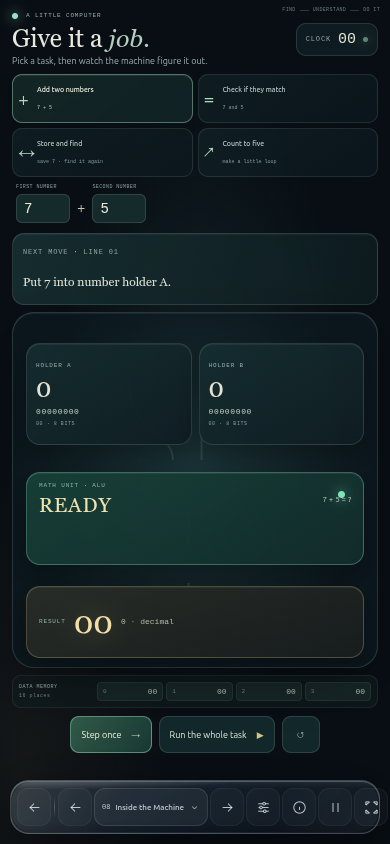 FIND — UNDERSTAND — DO IT
A LITTLE COMPUTER
Give it a job.
CLOCK 00
Pick a task, then watch the machine figure it out.
+ Add two numbers
7 + 5
= Check if they match
7 and 5
↔ Store and find
save 7 · find it again
↗ Count to five
make a little loop
FIRST NUMBER
SECOND NUMBER
7 + 5
NEXT MOVE · LINE 01
Put 7 into number holder A.
HOLDER A
0
00000000
00 · 8 BITS
HOLDER B
0
00000000
00 · 8 BITS
MATH UNIT · ALU
READY
7 + 5 = ?
RESULT 00 0 · decimal
DATA MEMORY
16 places
0 00
1 00
2 00
3 00
Step once →
Run the whole task ▶
↺
← ← 08 Inside the Machine →